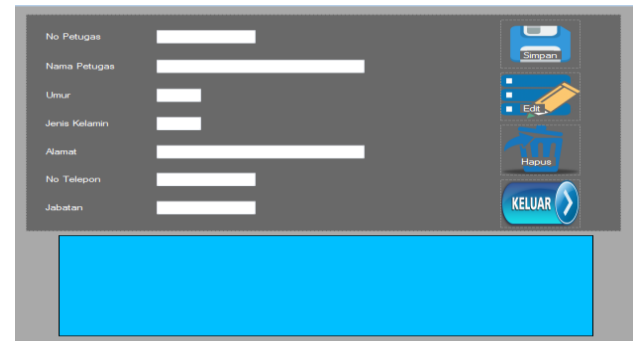 No Petugas
Simpan
Nama Petugas
Umur
Edit
Jenis Kelamin
Alamat
Hapus
No Telepon
Jabatan
KELUAR